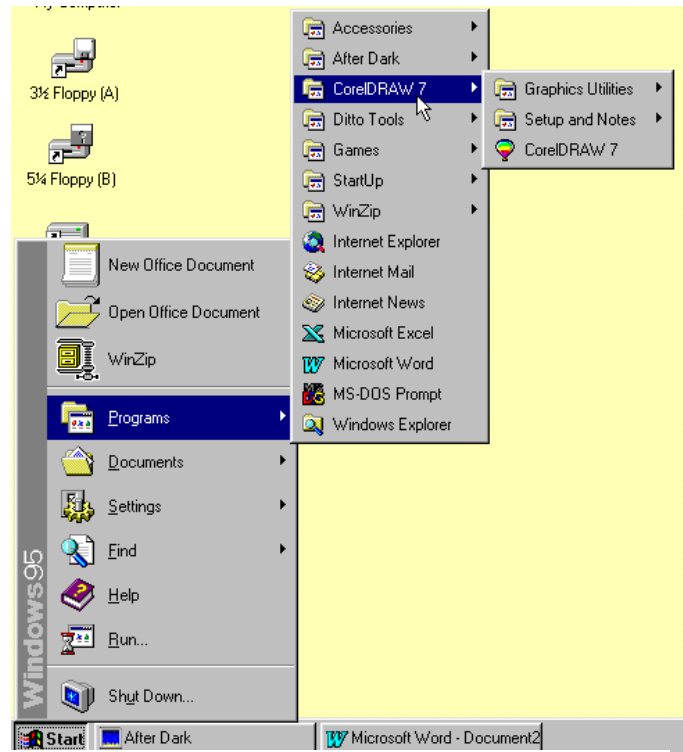 My Computer
3½ Floppy (A)
5¼ Floppy (B)
Accessories
After Dark
CorelDRAW 7
Ditto Tools
Games
StartUp
WinZip
Internet Explorer
Internet Mail
Internet News
Microsoft Excel
Microsoft Word
MS-DOS Prompt
Windows Explorer
Graphics Utilities
Setup and Notes
CorelDRAW 7
New Office Document
Open Office Document
WinZip
Programs
Documents
Settings
Find
Help
Run...
Shut Down...
Windows95
Start
After Dark
Microsoft Word - Document2